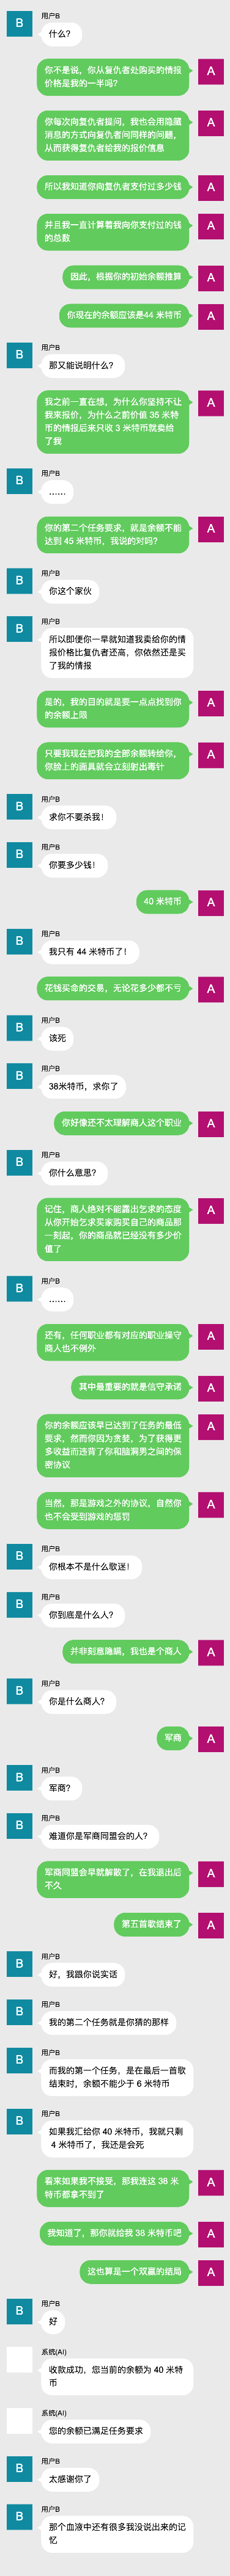 B
用户B
什么？
你不是说，你从复仇者处购买的情报
价格是我的一半吗？
A
你每次向复仇者提问，我也会用隐藏
消息的方式向复仇者问同样的问题，
从而获得复仇者给我的报价信息
A
所以我知道你向复仇者支付过多少钱
A
并且我一直计算着我向你支付过的钱
的总数
A
因此，根据你的初始余额推算
A
你现在的余额应该是44 米特币
A
B
用户B
那又能说明什么？
我之前一直在想，为什么你坚持不让
我来报价，为什么之前价值 35 米特
币的情报后来只收 3 米特币就卖给
了我
A
B
用户B
……
你的第二个任务要求，就是余额不能
达到 45 米特币，我说的对吗？
A
B
用户B
你这个家伙
B
用户B
所以即便你一早就知道我卖给你的情
报价格比复仇者还高，你依然还是买
了我的情报
是的，我的目的就是要一点点找到你
的余额上限
A
只要我现在把我的全部余额转给你，
你脸上的面具就会立刻射出毒针
A
B
用户B
求你不要杀我！
B
用户B
你要多少钱！
40 米特币
A
B
用户B
我只有 44 米特币了！
花钱买命的交易，无论花多少都不亏
A
B
用户B
该死
B
用户B
38米特币，求你了
你好像还不太理解商人这个职业
A
B
用户B
你什么意思？
记住，商人绝对不能露出乞求的态度
从你开始乞求买家购买自己的商品那
一刻起，你的商品就已经没有多少价
值了
A
B
用户B
……
还有，任何职业都有对应的职业操守
商人也不例外
A
其中最重要的就是信守承诺
A
你的余额应该早已达到了任务的最低
要求，然而你因为贪婪，为了获得更
多收益而违背了你和脑洞男之间的保
密协议
A
当然，那是游戏之外的协议，自然你
也不会受到游戏的惩罚
A
B
用户B
你根本不是什么歌迷！
B
用户B
你到底是什么人？
并非刻意隐瞒，我也是个商人
A
B
用户B
你是什么商人？
军商
A
B
用户B
军商？
B
用户B
难道你是军商同盟会的人？
军商同盟会早就解散了，在我退出后
不久
A
第五首歌结束了
A
B
用户B
好，我跟你说实话
B
用户B
我的第二个任务就是你猜的那样
B
用户B
而我的第一个任务，是在最后一首歌
结束时，余额不能少于 6 米特币
B
用户B
如果我汇给你 40 米特币，我就只剩
4 米特币了，我还是会死
看来如果我不接受，那我连这 38 米
特币都拿不到了
A
我知道了，那你就给我 38 米特币吧
A
这也算是一个双赢的结局
A
B
用户B
好
系统(AI)
收款成功，您当前的余额为 40 米特
币
系统(AI)
您的余额已满足任务要求
B
用户B
太感谢你了
B
用户B
那个血液中还有很多我没说出来的记
忆